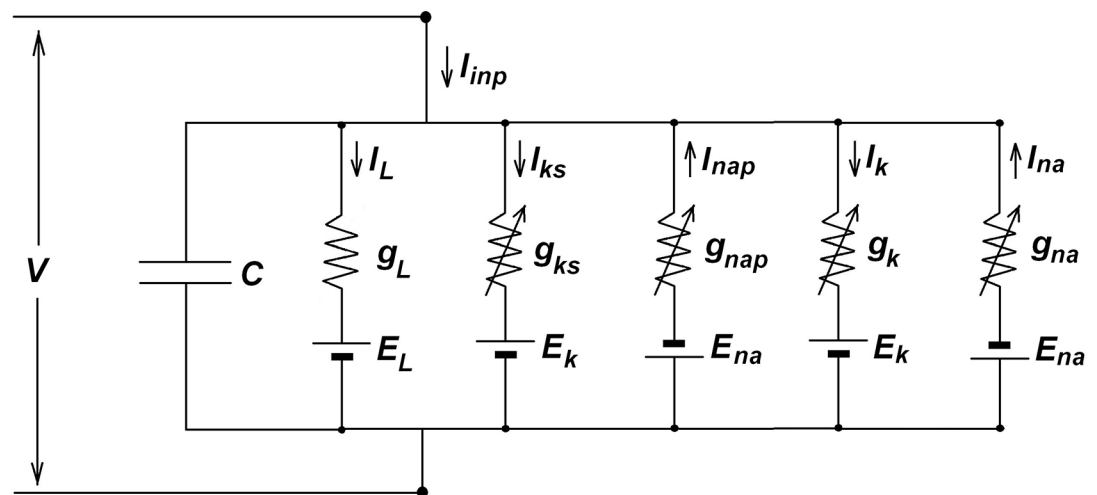 I_inp
I_L
I_ks
I_nap
I_k
I_na
V
C
g_L
g_ks
g_nap
g_k
g_na
E_L
E_k
E_na
E_k
E_na